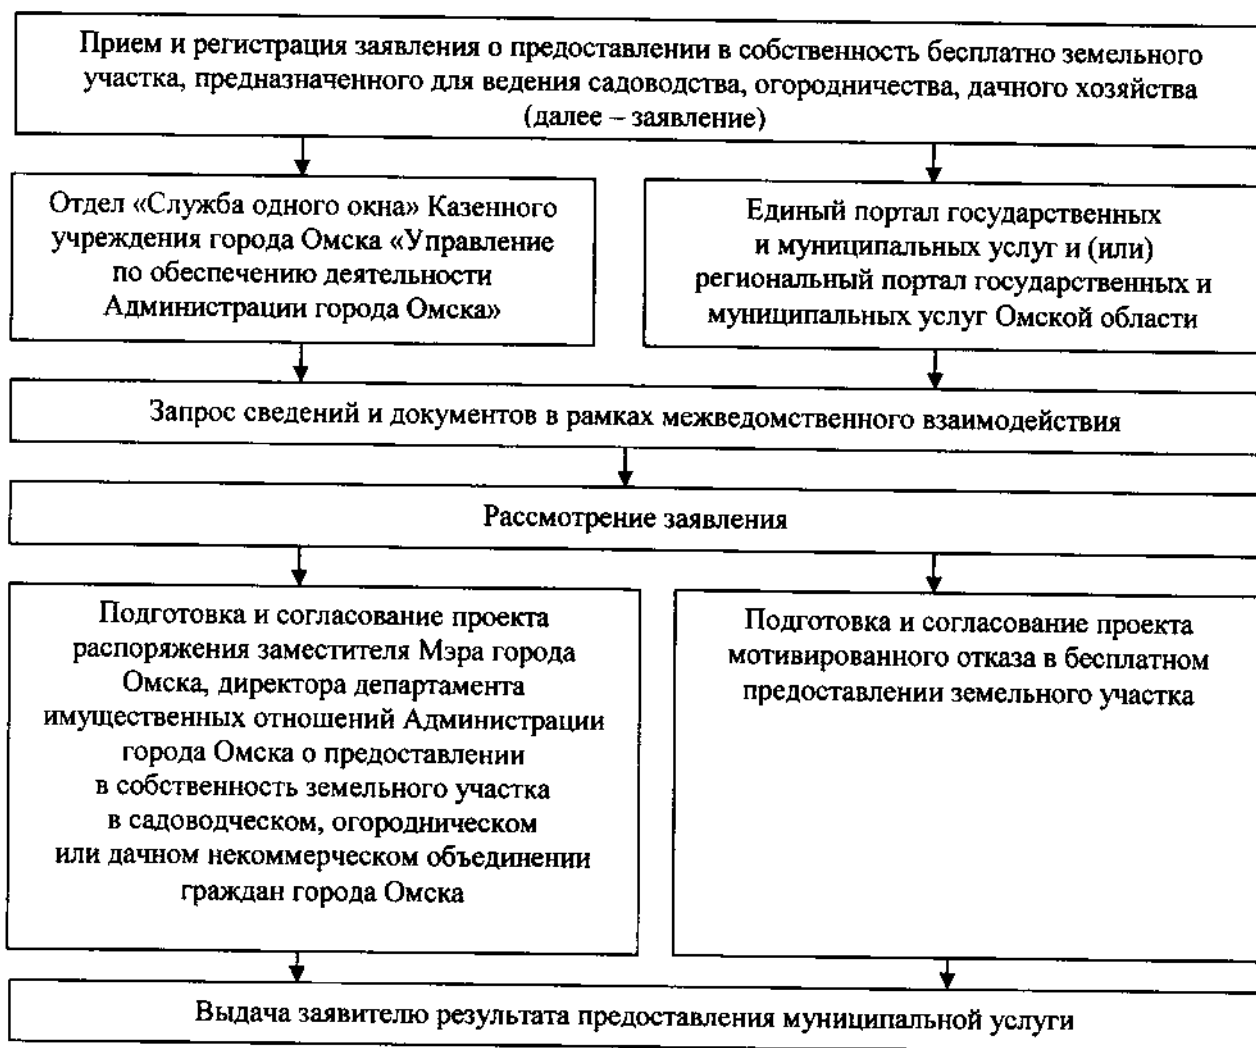 Прием и регистрация заявления о предоставлении в собственность бесплатно земельного
участка, предназначенного для ведения садоводства, огородничества, дачного хозяйства
(далее – заявление)
Отдел «Служба одного окна» Казенного
учреждения города Омска «Управление
по обеспечению деятельности
Администрации города Омска»
Единый портал государственных
и муниципальных услуг и (или)
региональный портал государственных и
муниципальных услуг Омской области
Запрос сведений и документов в рамках межведомственного взаимодействия
Рассмотрение заявления
Подготовка и согласование проекта
распоряжения заместителя Мэра города
Омска, директора департамента
имущественных отношений Администрации
города Омска о предоставлении
в собственность земельного участка
в садоводческом, огородническом
или дачном некоммерческом объединении
граждан города Омска
Подготовка и согласование проекта
мотивированного отказа в бесплатном
предоставлении земельного участка
Выдача заявителю результата предоставления муниципальной услуги